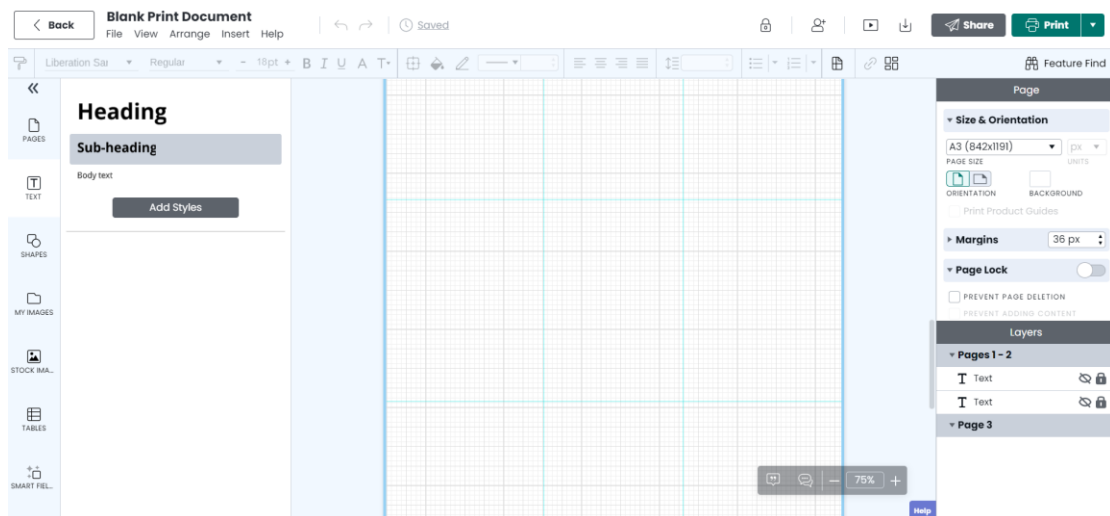 Back
Blank Print Document
File View Arrange Insert Help
Saved
Share
Print
Liberation Sar Regular - 18pt + B I U A T
Feature Find
PAGES
TEXT
SHAPES
MY IMAGES
STOCK IMA...
TABLES
SMART FIEL...
Heading
Sub-heading
Body text
Add Styles
75%
Help
Page
Size & Orientation
A3 (842x1191) px
PAGE SIZE UNITS
ORIENTATION BACKGROUND
Print Product Guides
Margins 36 px
Page Lock
PREVENT PAGE DELETION
PREVENT ADDING CONTENT
Layers
Pages 1 - 2
T Text
T Text
Page 3